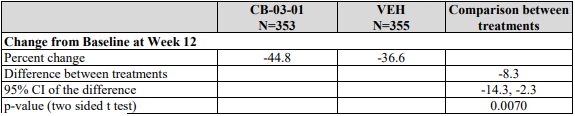 CB-03-01 VEH Comparison between
N=353 N=355 treatments
Change from Baseline at Week 12
Percent change -44.8 -36.6
Difference between treatments -8.3
95% CI of the difference -14.3, -2.3
p-value (two sided t test) 0.0070